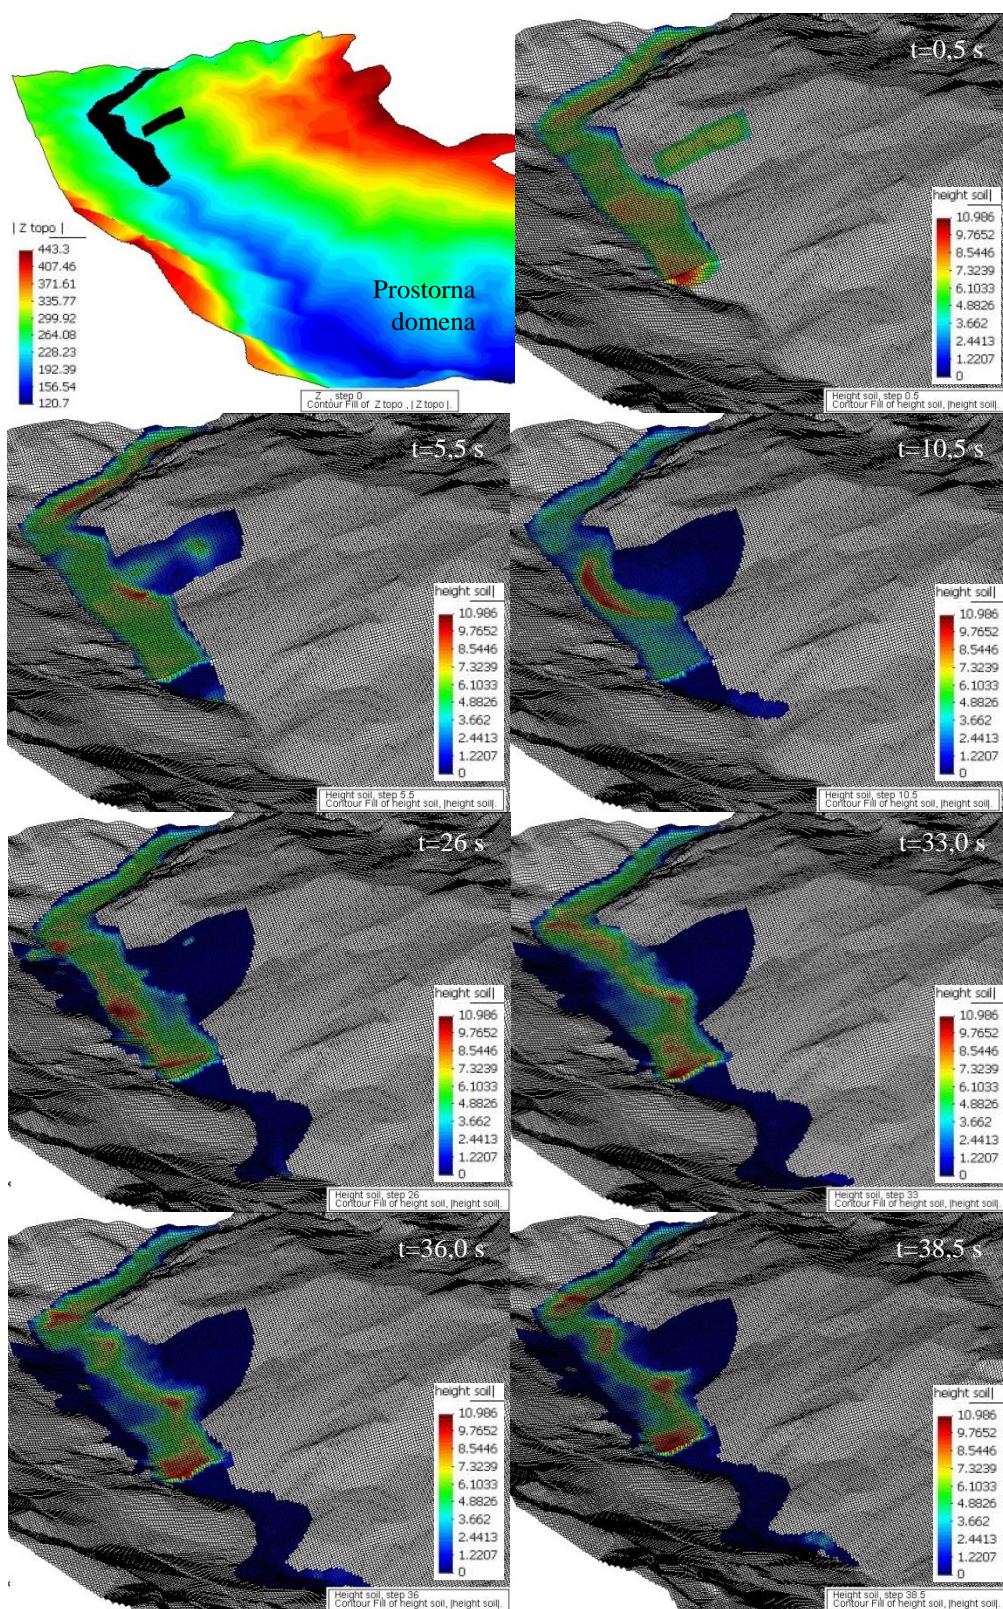 | Z topo |
443.3
407.46
371.61
335.77
299.92
264.08
228.23
192.39
156.54
120.7
Prostorna
domena
Z , step 0
Contour Fill of Z topo , | Z topo |.
t=0,5 s
height soil|
10.986
9.7652
8.5446
7.3239
6.1033
4.8826
3.662
2.4413
1.2207
0
Height soil, step 0.5
Contour Fill of height soil, |height soil|.
t=5,5 s
height soil|
10.986
9.7652
8.5446
7.3239
6.1033
4.8826
3.662
2.4413
1.2207
0
Height soil, step 5.5
Contour Fill of height soil, |height soil|.
t=10,5 s
height soil|
10.986
9.7652
8.5446
7.3239
6.1033
4.8826
3.662
2.4413
1.2207
0
Height soil, step 10.5
Contour Fill of height soil, |height soil|.
t=26 s
height soil|
10.986
9.7652
8.5446
7.3239
6.1033
4.8826
3.662
2.4413
1.2207
0
Height soil, step 26
Contour Fill of height soil, |height soil|.
t=33,0 s
height soil|
10.986
9.7652
8.5446
7.3239
6.1033
4.8826
3.662
2.4413
1.2207
0
Height soil, step 33
Contour Fill of height soil, |height soil|.
t=36,0 s
height soil|
10.986
9.7652
8.5446
7.3239
6.1033
4.8826
3.662
2.4413
1.2207
0
Height soil, step 36
Contour Fill of height soil, |height soil|.
t=38,5 s
height soil|
10.986
9.7652
8.5446
7.3239
6.1033
4.8826
3.662
2.4413
1.2207
0
Height soil, step 38.5
Contour Fill of height soil, |height soil|.